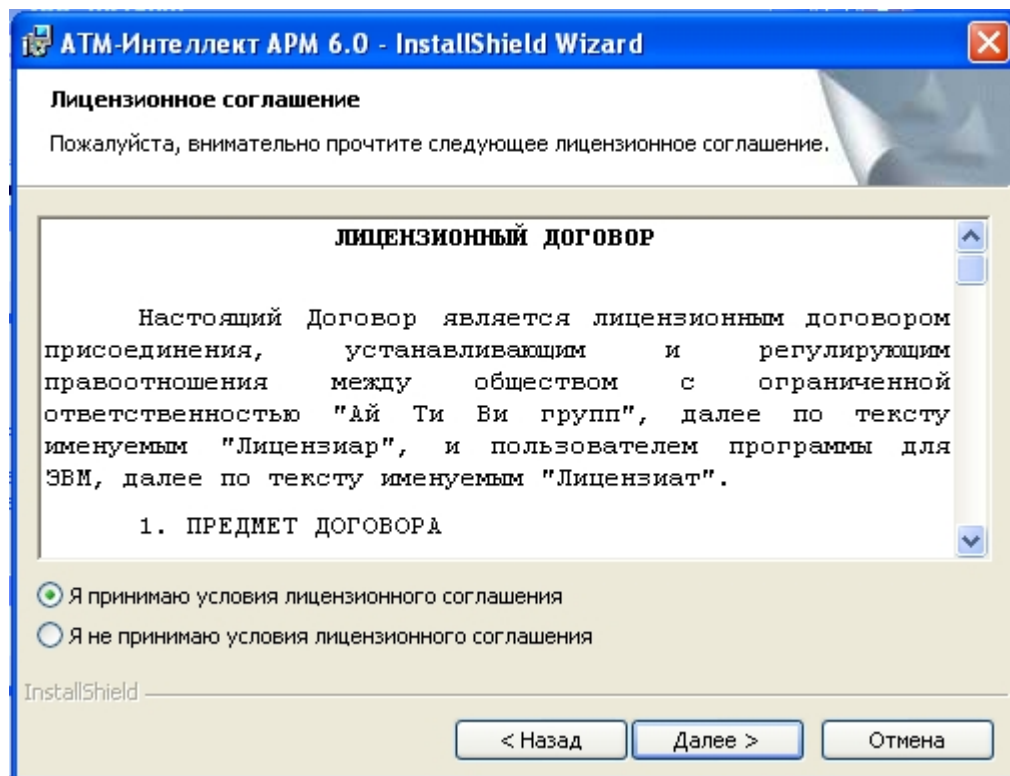 АТМ-Интеллект АРМ 6.0 - InstallShield Wizard
Лицензионное соглашение
Пожалуйста, внимательно прочтите следующее лицензионное соглашение.
ЛИЦЕНЗИОННЫЙ ДОГОВОР
Настоящий Договор является лицензионным договором
присоединения, устанавливающим и регулирующим
правоотношения между обществом с ограниченной
ответственностью "Ай Ти Ви групп", далее по тексту
именуемым "Лицензиар", и пользователем программы для
ЭВМ, далее по тексту именуемым "Лицензиат".
1. ПРЕДМЕТ ДОГОВОРА
Я принимаю условия лицензионного соглашения
Я не принимаю условия лицензионного соглашения
InstallShield
< Назад Далее > Отмена